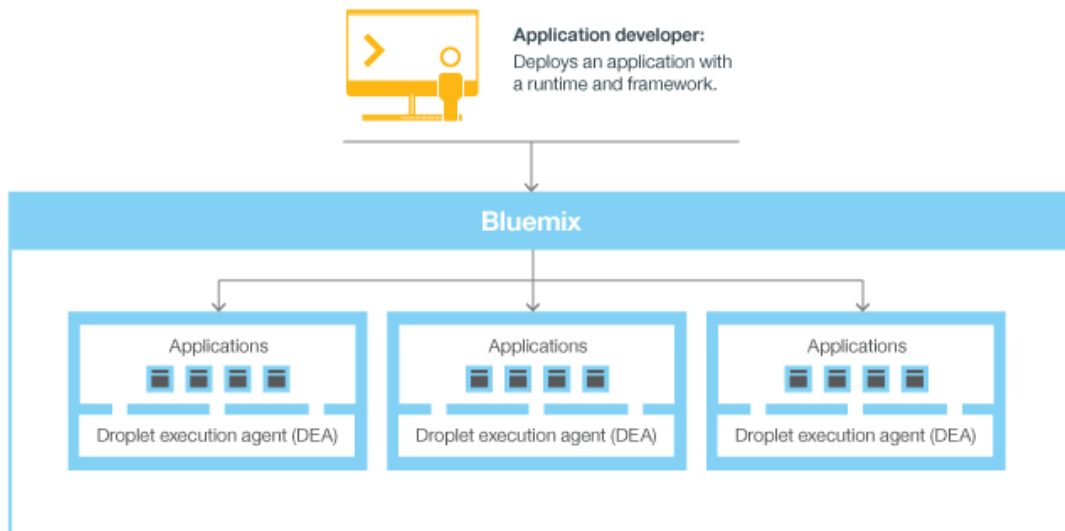 Application developer:
Deploys an application with
a runtime and framework.
Bluemix
Applications
Applications
Applications
Droplet execution agent (DEA)
Droplet execution agent (DEA)
Droplet execution agent (DEA)